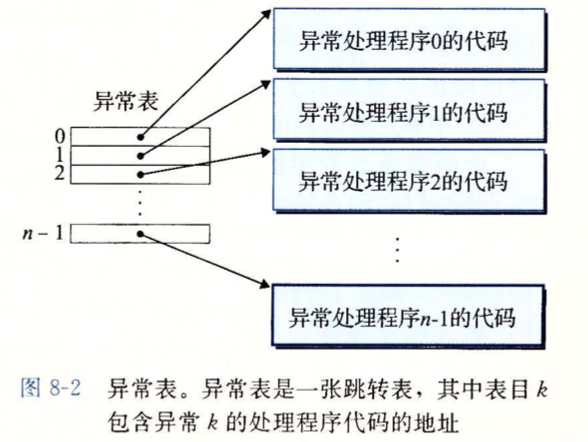 异常处理程序0的代码
异常表
异常处理程序1的代码
0
1
2
异常处理程序2的代码
n – 1
异常处理程序n-1的代码
图 8-2 异常表。异常表是一张跳转表，其中表目 k
包含异常 k 的处理程序代码的地址